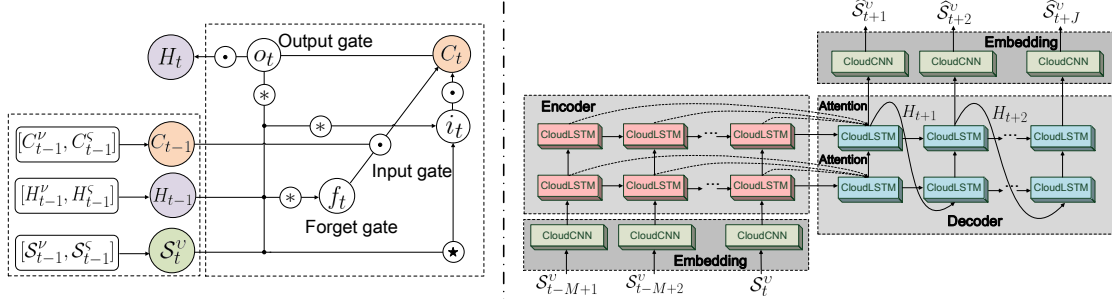 H_t
o_t
Output gate
C_t
i_t
[C^ν_{t-1}, C^ς_{t-1}]
C_{t-1}
Input gate
[H^ν_{t-1}, H^ς_{t-1}]
H_{t-1}
f_t
Forget gate
[S^ν_{t-1}, S^ς_{t-1}]
S^υ_t
Ŝ^υ_{t+1} Ŝ^υ_{t+2} Ŝ^υ_{t+J}
Embedding
CloudCNN CloudCNN CloudCNN
Encoder
Attention
H_{t+1} H_{t+2}
CloudLSTM CloudLSTM ... CloudLSTM
CloudLSTM CloudLSTM ... CloudLSTM
Attention
CloudLSTM CloudLSTM ... CloudLSTM
CloudLSTM CloudLSTM ... CloudLSTM
Decoder
CloudCNN CloudCNN CloudCNN
Embedding
S^υ_{t-M+1} S^υ_{t-M+2} S^υ_t